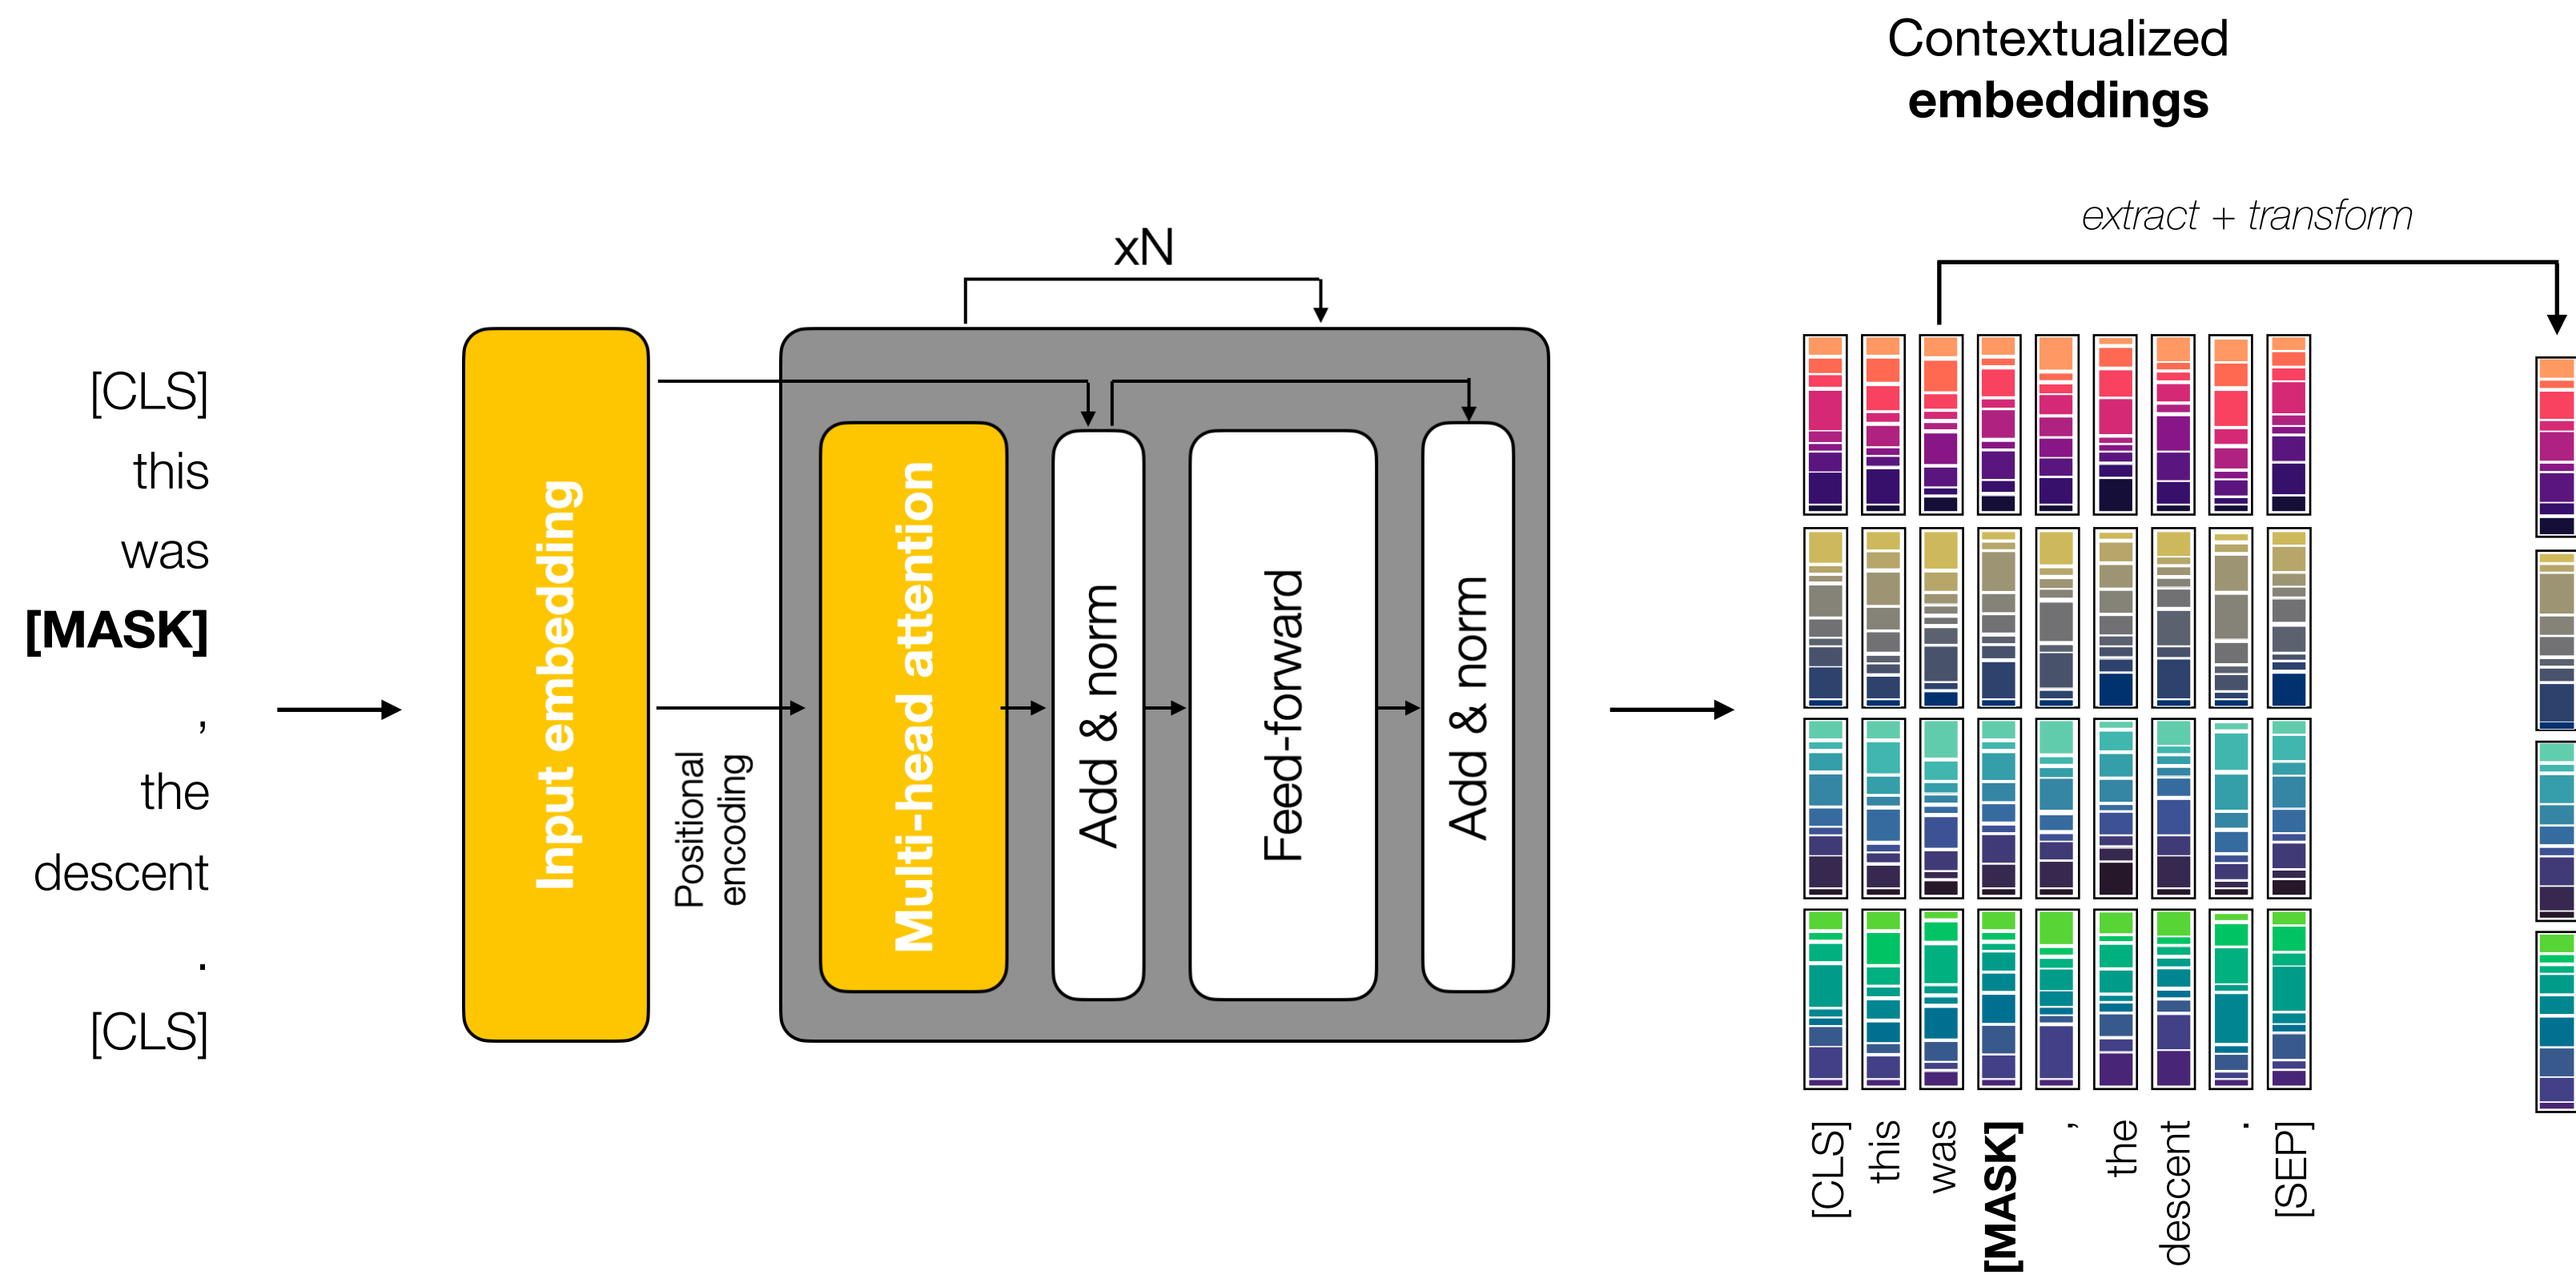 Contextualized
embeddings
extract + transform
xN
[CLS]
this
was
[MASK]
,
the
descent
.
[CLS]
Input embedding
Positional
encoding
Multi-head attention
Add & norm
Feed-forward
Add & norm
[CLS]
this
was
[MASK]
,
the
descent
.
[SEP]